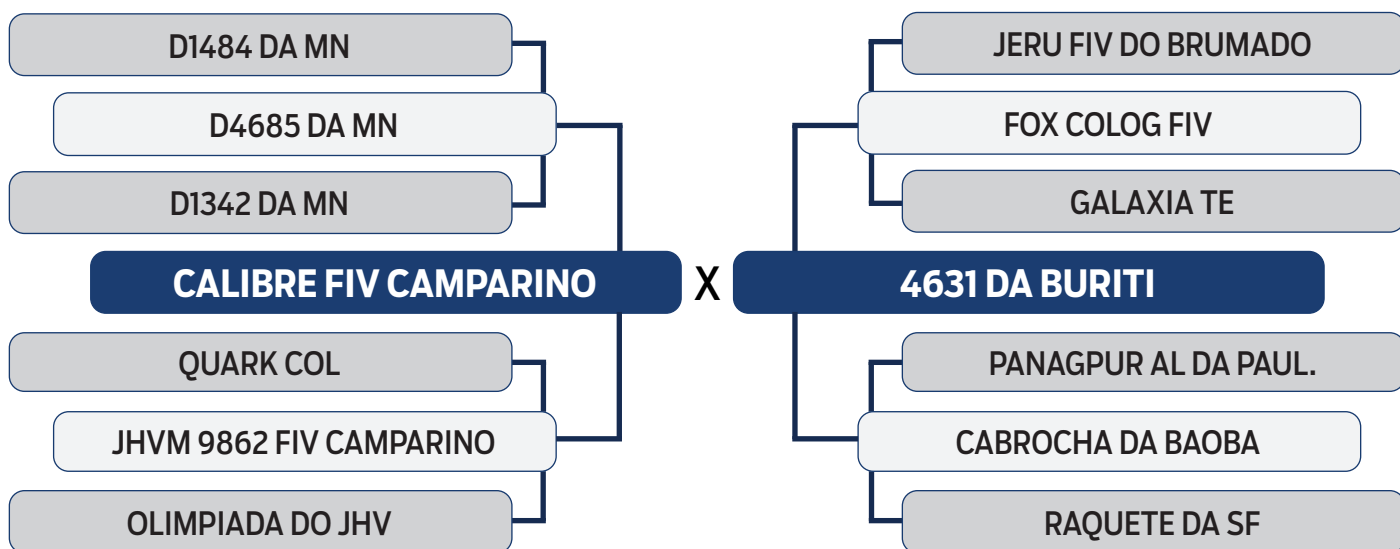 D1484 DA MN
JERU FIV DO BRUMADO
D4685 DA MN
FOX COLOG FIV
D1342 DA MN
GALAXIA TE
CALIBRE FIV CAMPARINO X 4631 DA BURITI
QUARK COL
PANAGPUR AL DA PAUL.
JHVM 9862 FIV CAMPARINO
CABROCHA DA BAOBA
OLIMPIADA DO JHV
RAQUETE DA SF